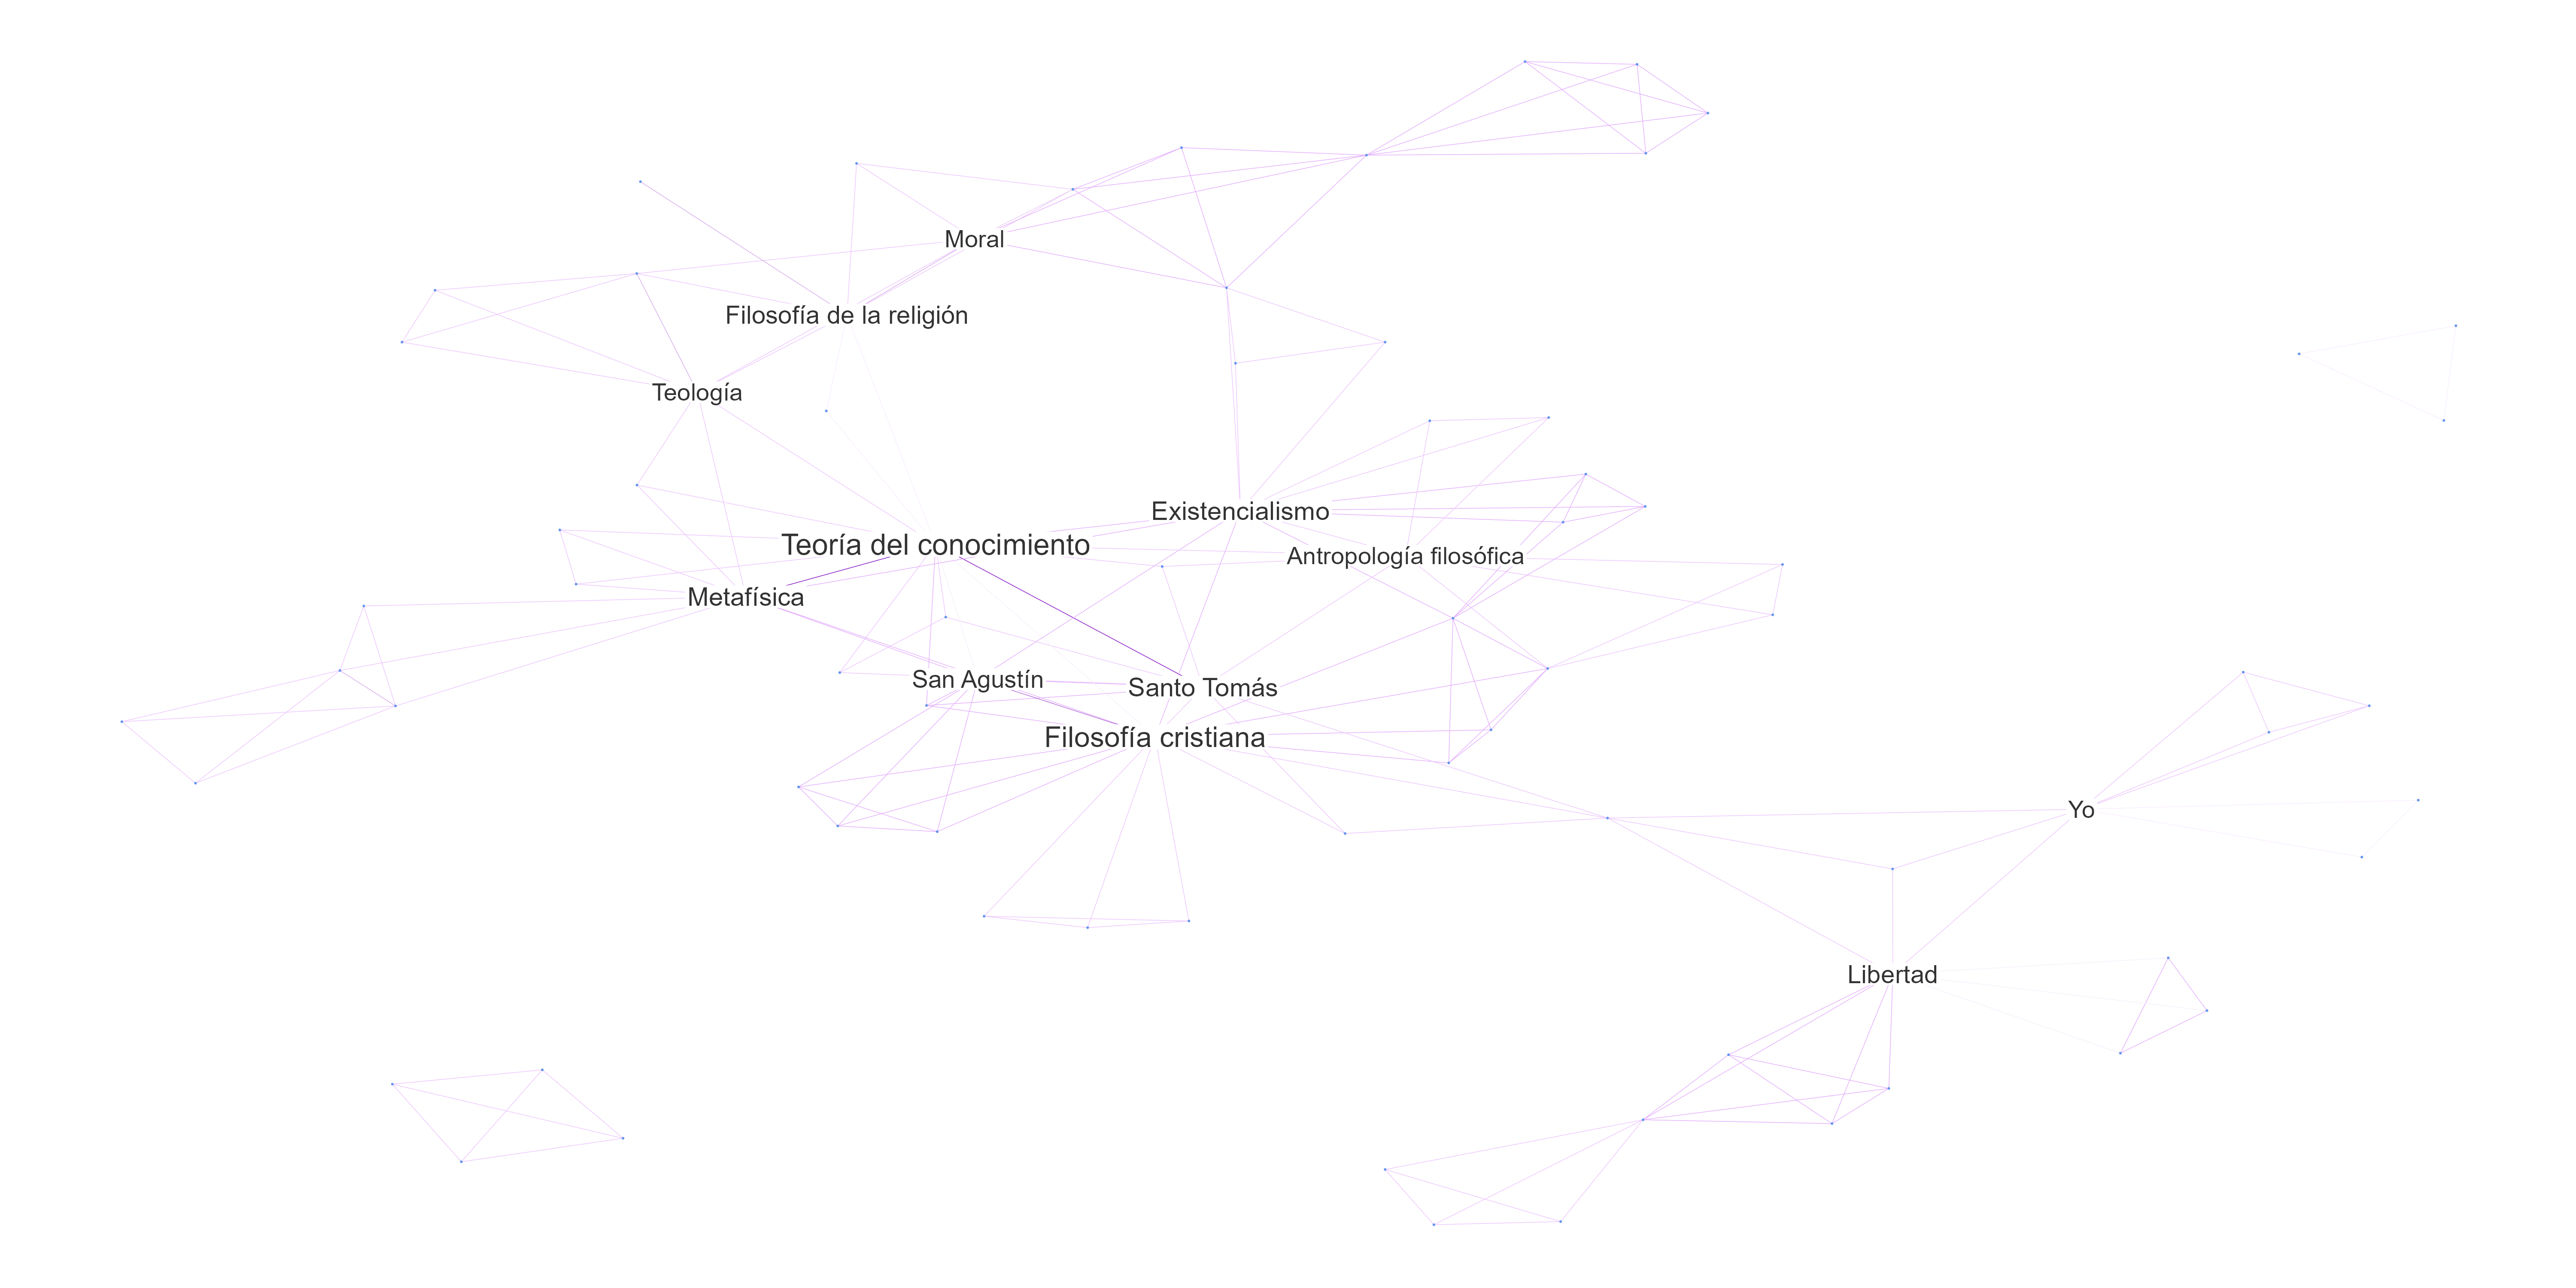 Moral
Filosofía de la religión
Teología
Existencialismo
Teoría del conocimiento
Antropología filosófica
Metafísica
San Agustín
Santo Tomás
Filosofía cristiana
Yo
Libertad